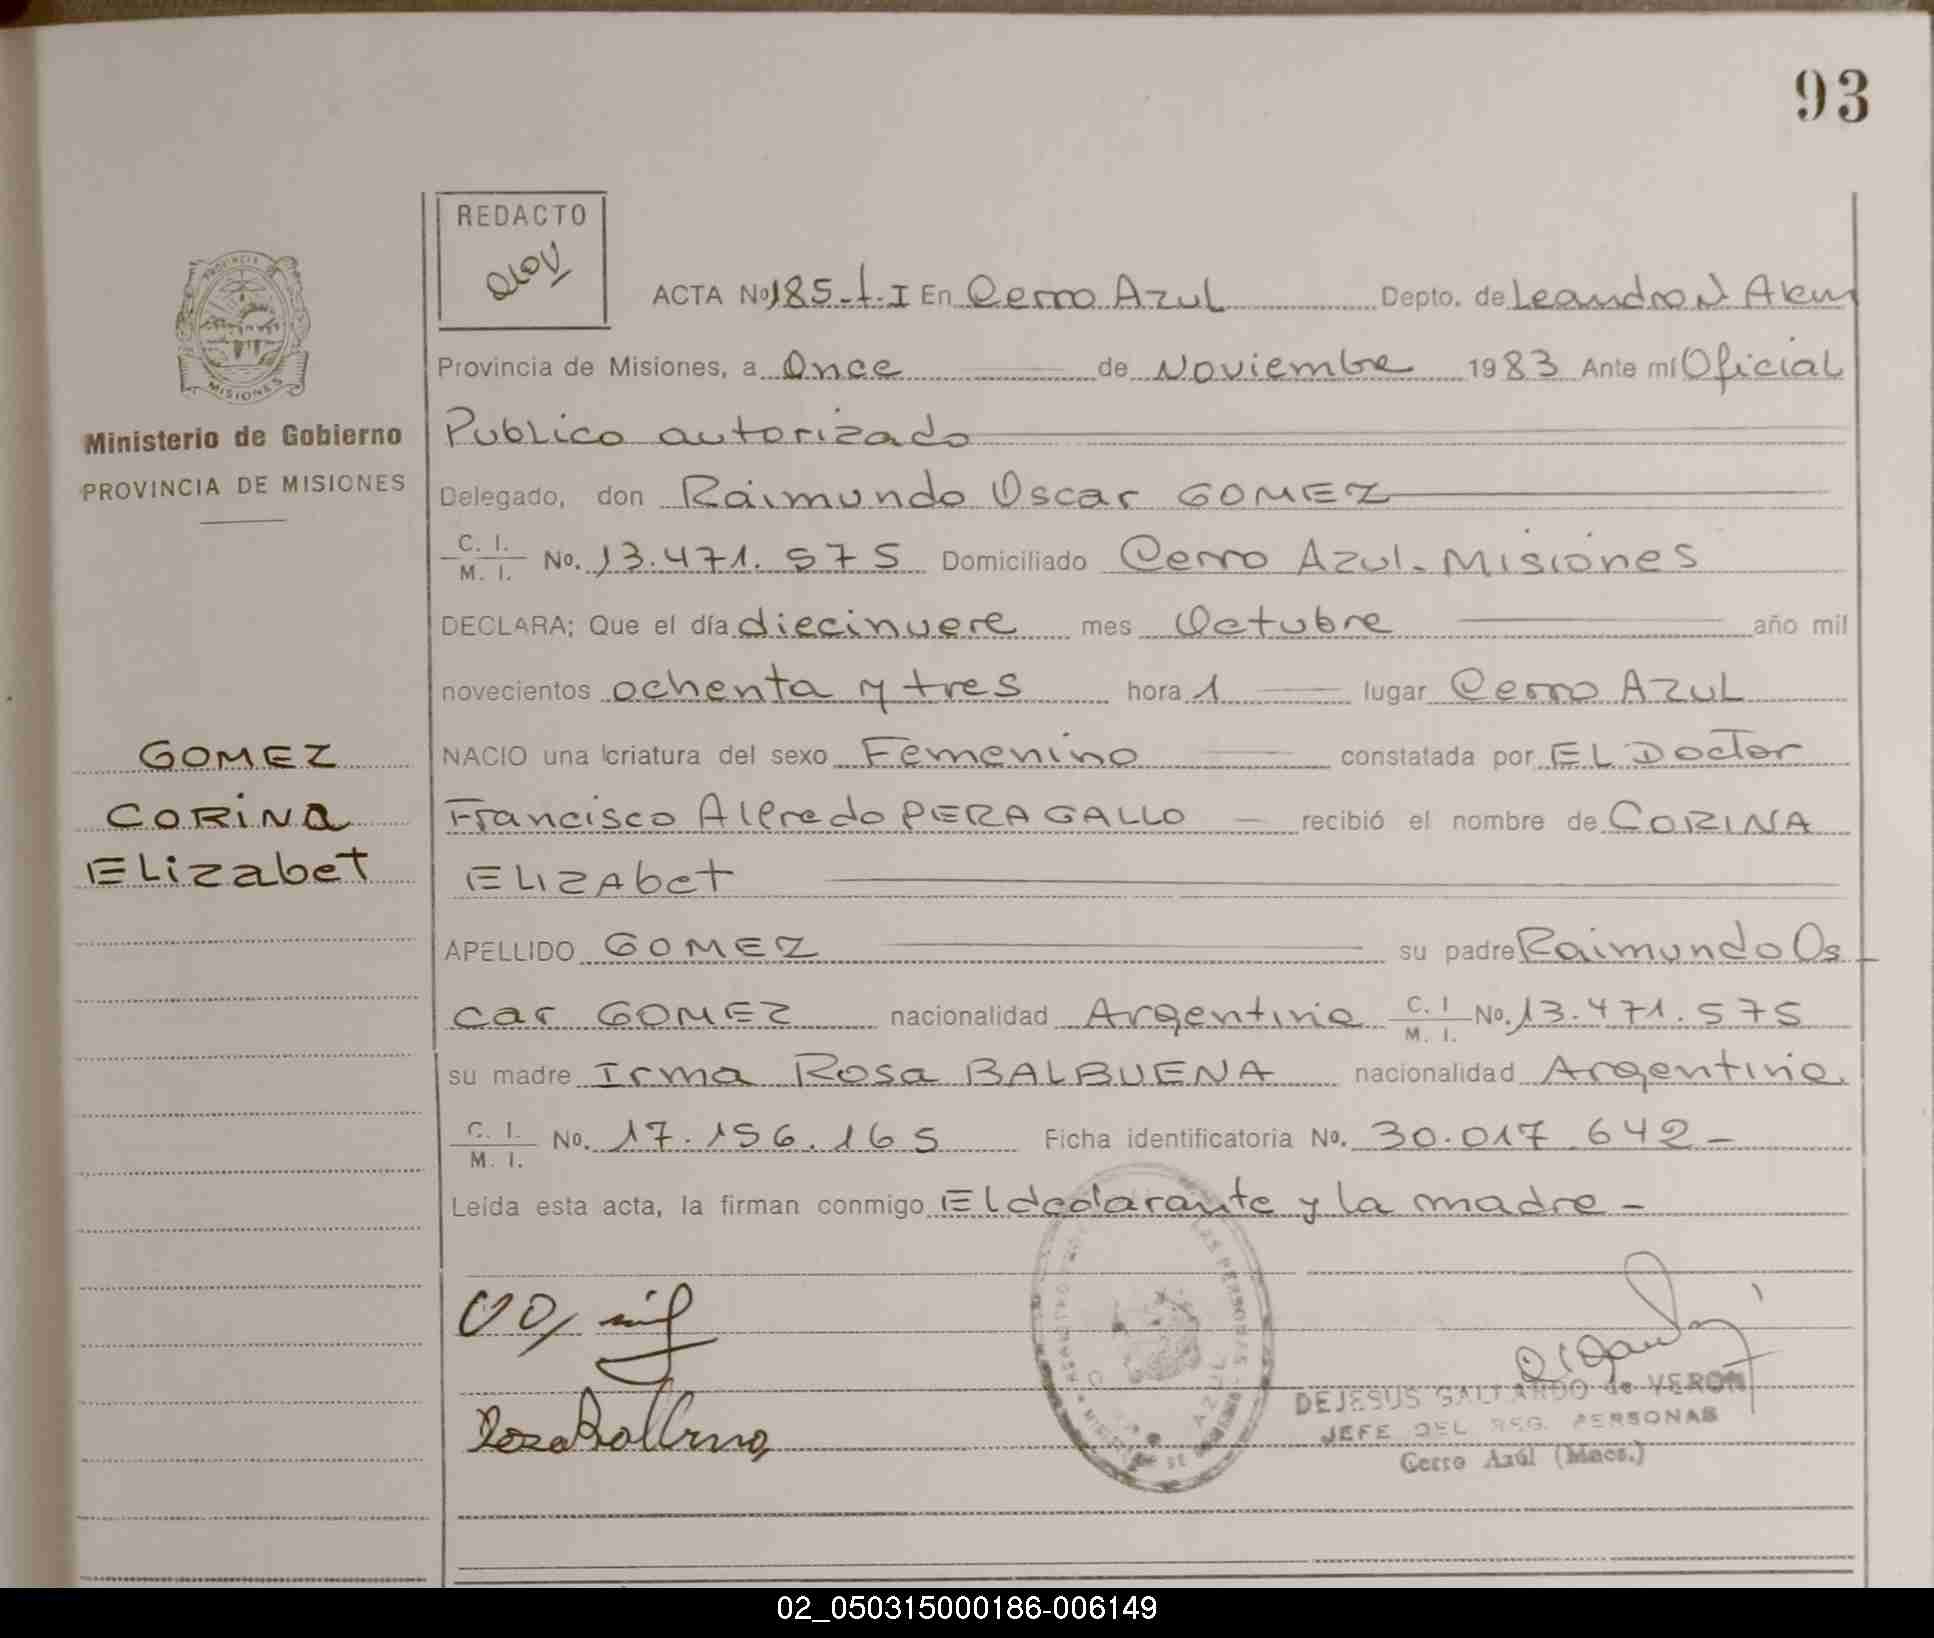 93
REDACTO
PROVINCIA DE
MISIONES
ACTA No 185-t-I En Cerro Azul Depto. de Leandro N Alem
Provincia de Misiones, a Once de Noviembre 1983 Ante mí Oficial
Publico autorizado
Delegado, don Raimundo Oscar GOMEZ
C. I. M. I. No. 13.471.575 Domiciliado Cerro Azul. Misiones
DECLARA; Que el día diecinueve mes Octubre año mil
novecientos ochenta y tres hora 1 lugar Cerro Azul
NACIO una criatura del sexo Femenino constatada por EL Doctor
Francisco Alfredo PERAGALLO recibió el nombre de CORINA
ELIZAbet
APELLIDO GOMEZ su padre Raimundo Os-
car GOMEZ nacionalidad Argentina C. I M. I. No. 13.471.575
su madre Irma Rosa BALBUENA nacionalidad Argentina.
C. I. M. I. No. 17.156.165 Ficha identificatoria No. 30.017.642-
Leída esta acta, la firman conmigo El declarante y la madre-
Ministerio de Gobierno
PROVINCIA DE MISIONES
GOMEZ
CORINA
ELizabet
Rosa Balbuena
DEJESUS GALLARDO de VERON
JEFE DEL REG. PERSONAS
Cerro Azúl (Mnes.)
02_050315000186-006149